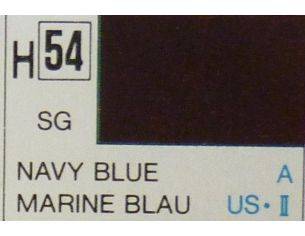 H 54
SG
NAVY BLUE A
MARINE BLAU US・II